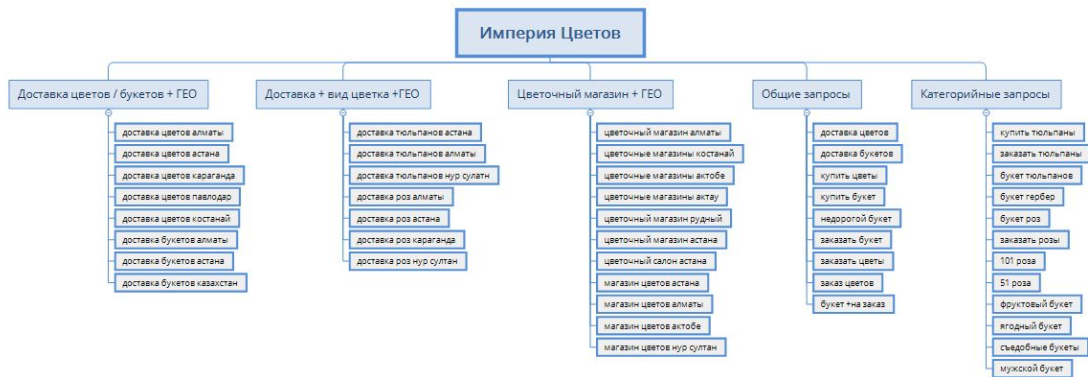 Империя Цветов
Доставка цветов / букетов + ГЕО
доставка цветов алматы
доставка цветов астана
доставка цветов караганда
доставка цветов павлодар
доставка цветов костанай
доставка букетов алматы
доставка букетов астана
доставка букетов казахстан
Доставка + вид цветка +ГЕО
доставка тюльпанов астана
доставка тюльпанов алматы
доставка тюльпанов нур сулатн
доставка роз алматы
доставка роз астана
доставка роз караганда
доставка роз нур султан
Цветочный магазин + ГЕО
цветочный магазин алматы
цветочные магазины костанай
цветочные магазины актобе
цветочные магазины актау
цветочный магазин рудный
цветочный магазин астана
цветочный салон астана
магазин цветов астана
магазин цветов алматы
магазин цветов актобе
магазин цветов нур султан
Общие запросы
доставка цветов
доставка букетов
купить цветы
купить букет
недорогой букет
заказать букет
заказать цветы
заказ цветов
букет +на заказ
Категорийные запросы
купить тюльпаны
заказать тюльпаны
букет тюльпанов
букет гербер
букет роз
заказать розы
101 роза
51 роза
фруктовый букет
ягодный букет
съедобные букеты
мужской букет